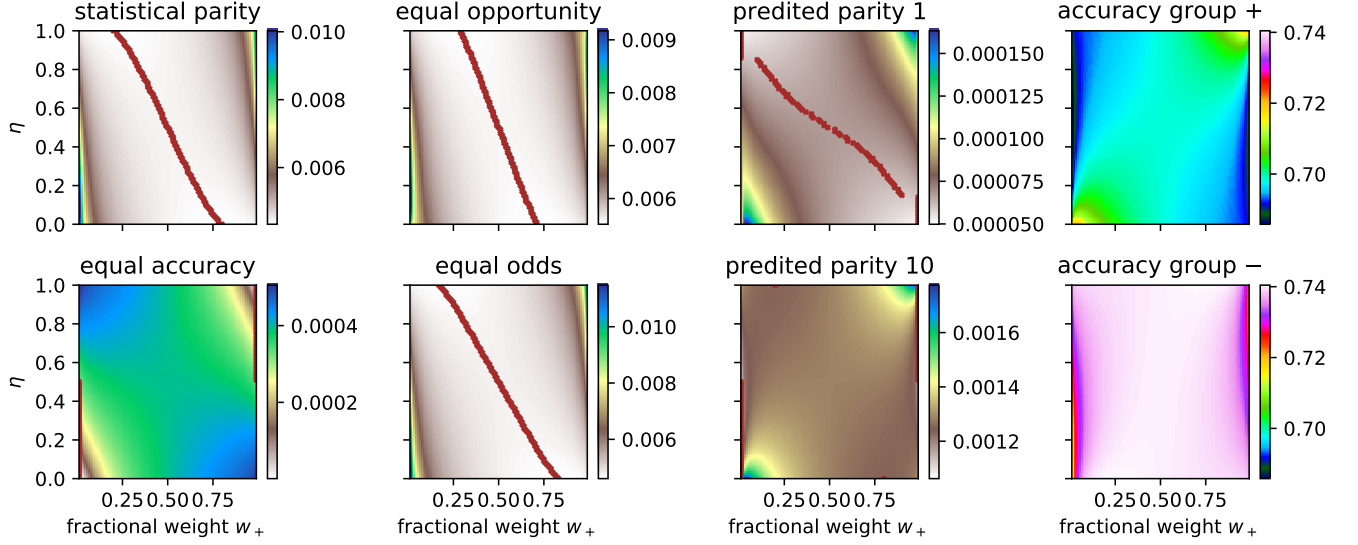 statistical parity
1.0
0.8
0.6
0.4
0.2
0.0
η
0.010
0.008
0.006
equal opportunity
0.009
0.008
0.007
0.006
predited parity 1
0.000150
0.000125
0.000100
0.000075
0.000050
accuracy group +
0.74
0.72
0.70
equal accuracy
1.0
0.8
0.6
0.4
0.2
0.0
η
0.25 0.50 0.75
fractional weight w+
0.0004
0.0002
equal odds
0.25 0.50 0.75
fractional weight w+
0.010
0.008
0.006
predited parity 10
0.25 0.50 0.75
fractional weight w+
0.0016
0.0014
0.0012
accuracy group −
0.25 0.50 0.75
fractional weight w+
0.74
0.72
0.70